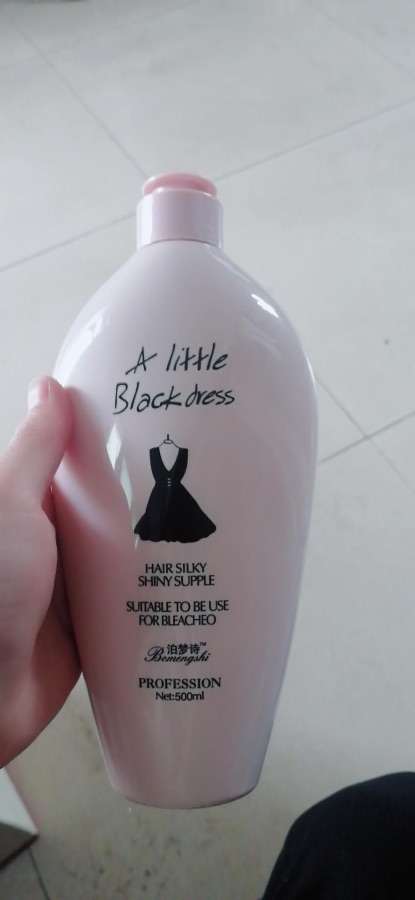 A little
Black dress
HAIR SILKY
SHINY SUPPLE
SUITABLE TO BE USE
FOR BLEACHEO
泊梦诗™
Bomengshi
PROFESSION
Net:500ml